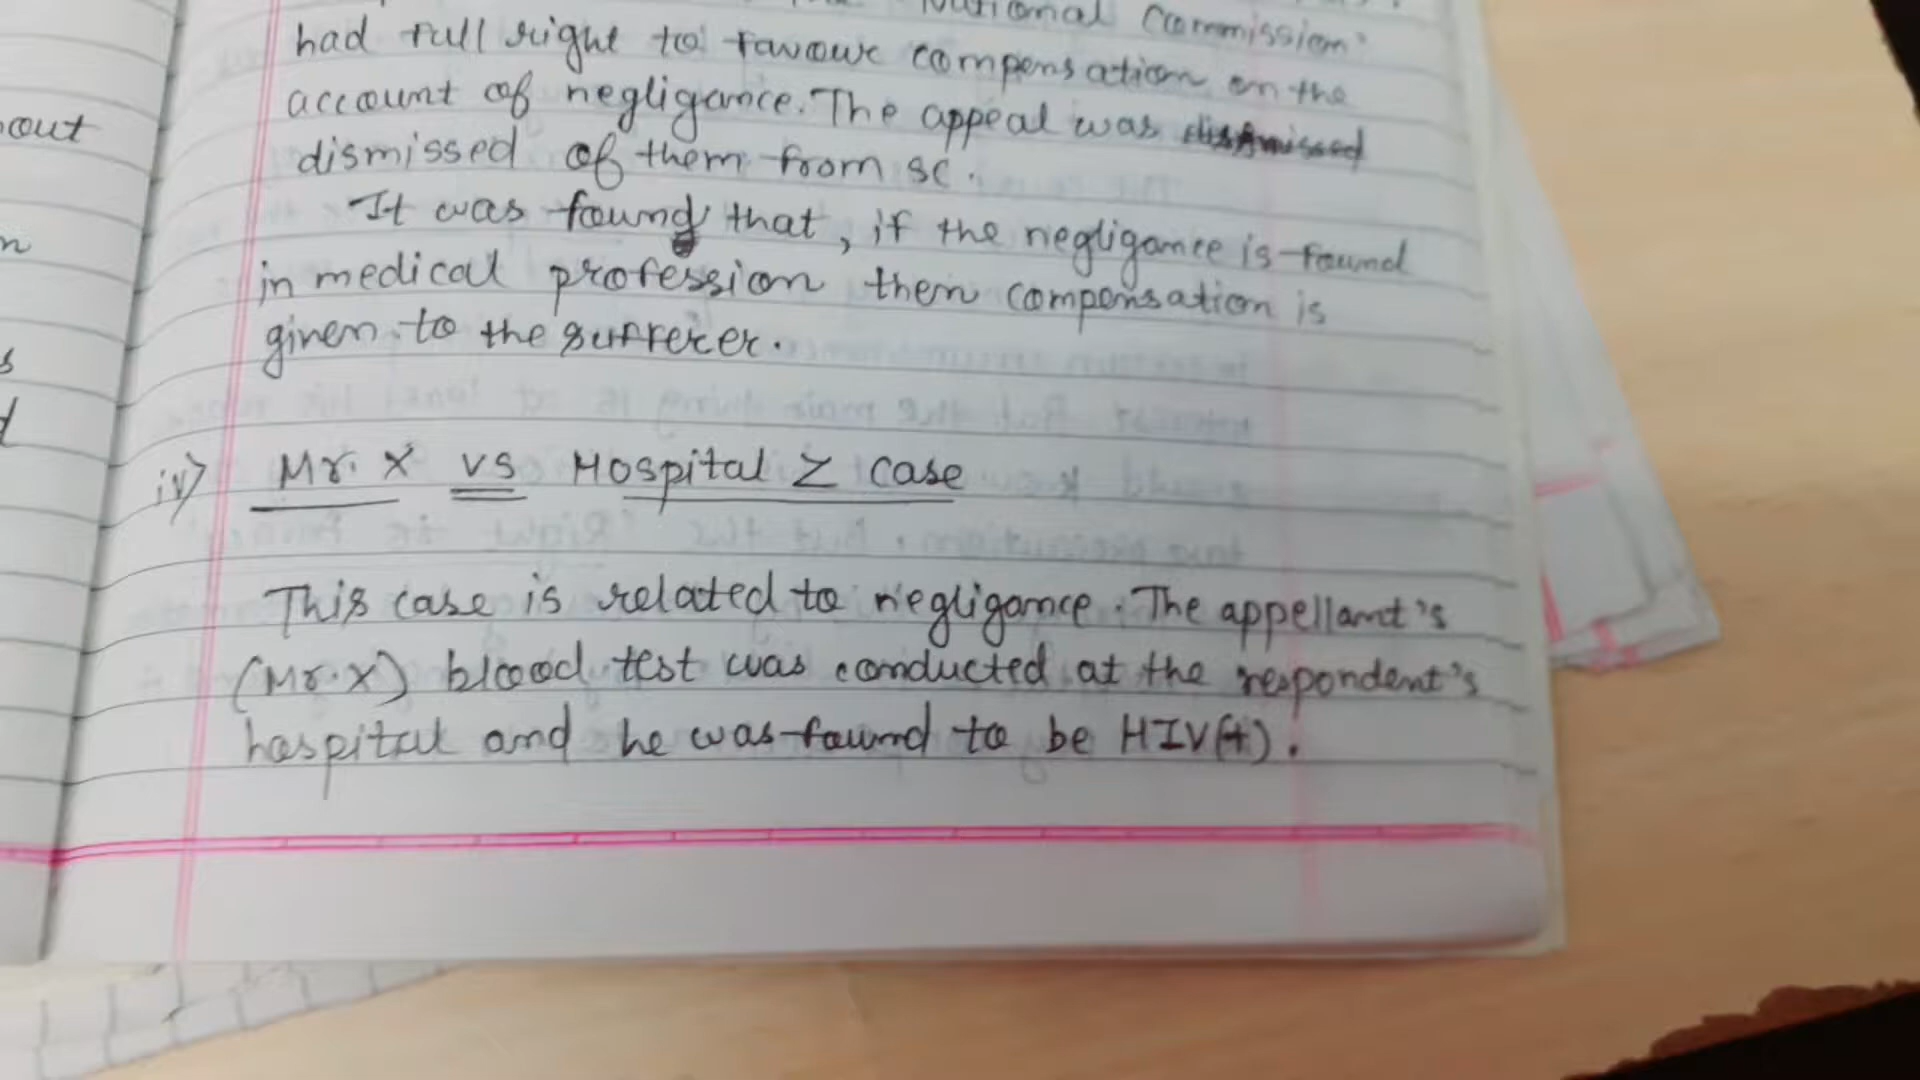 National Commission
had full right to favour compensation on the
account of negligance. The appeal was dismissed
dismissed of them from SC.
It was found that, if the negligance is found
in medical profession then compensation is
given to the sufferer.
iv) Mr. X vs Hospital Z case
This case is related to negligance. The appellant's
(Mr. X) blood test was conducted at the respondent's
hospital and he was found to be HIV(+).
out
n
s
d